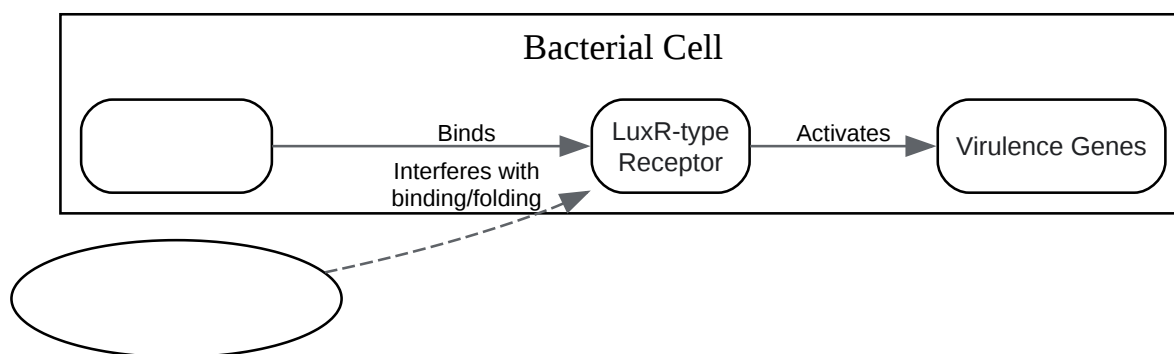 Bacterial Cell
Binds
LuxR-type
Receptor
Activates
Virulence Genes
Interferes with
binding/folding